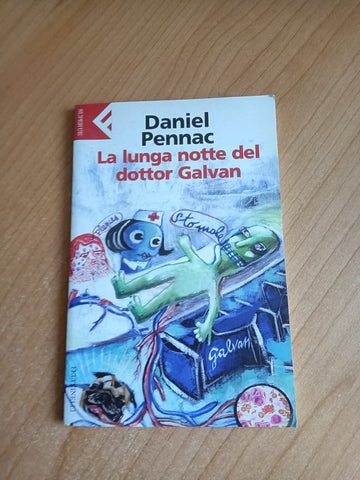 Daniel
Pennac
La lunga notte del
dottor Galvan
Stomaco
galvan